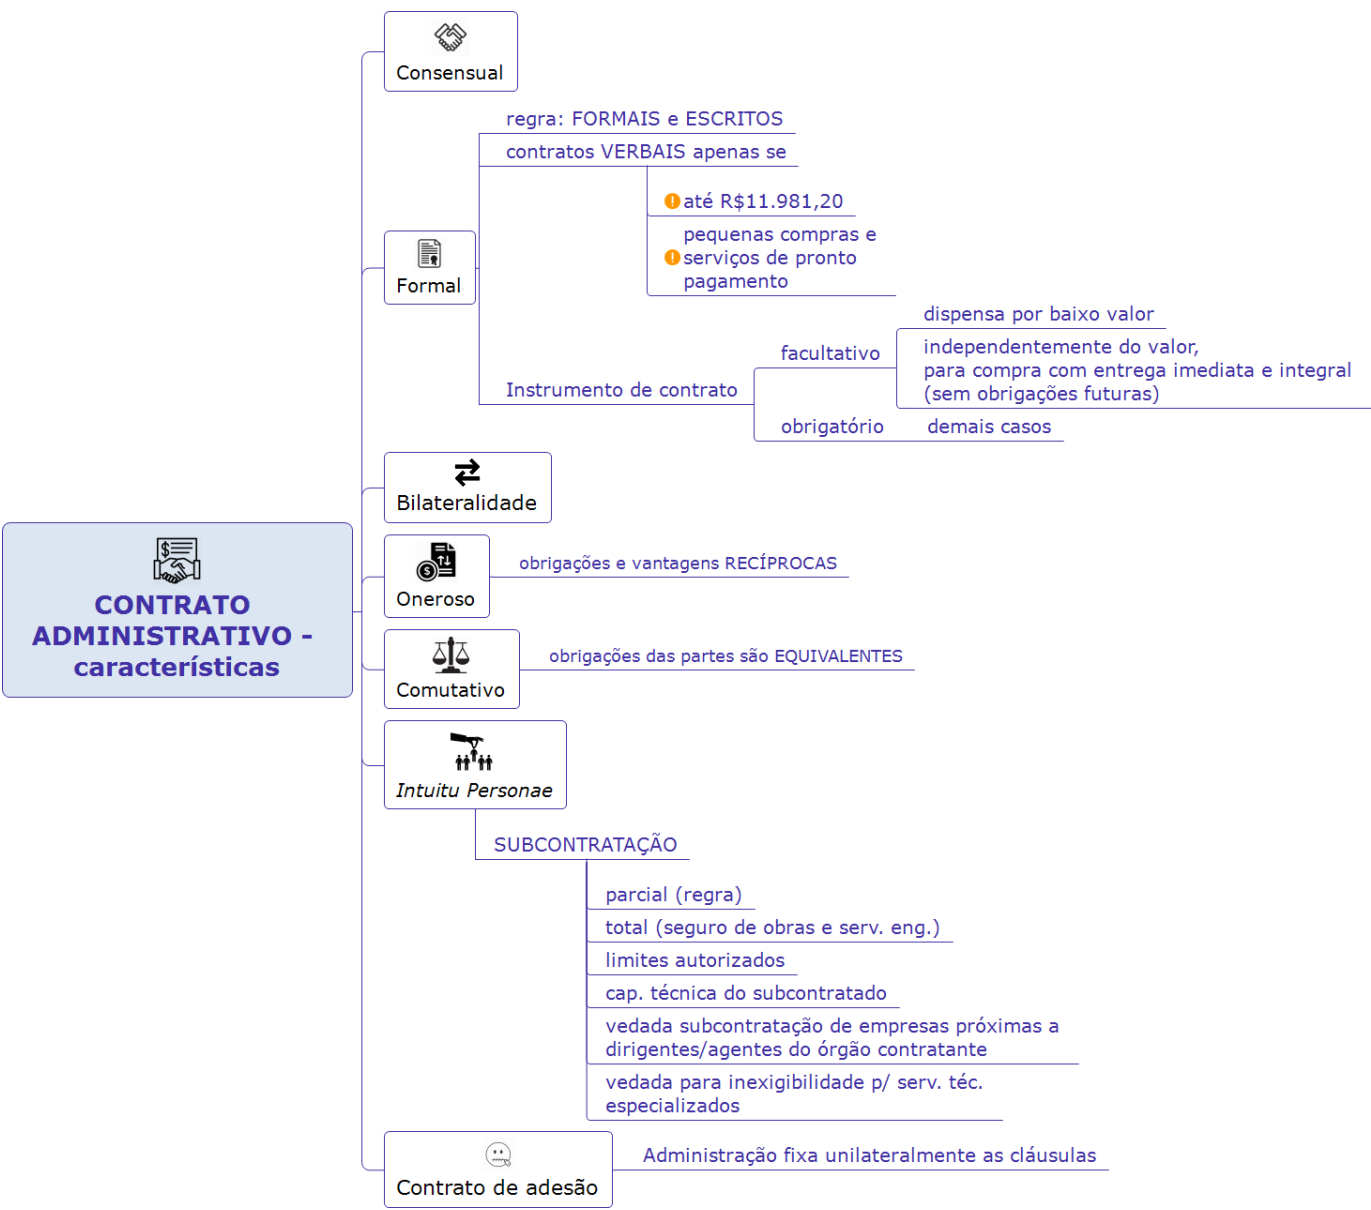 Consensual
regra: FORMAIS e ESCRITOS
contratos VERBAIS apenas se
até R$11.981,20
pequenas compras e
serviços de pronto
pagamento
Formal
dispensa por baixo valor
facultativo
independentemente do valor,
para compra com entrega imediata e integral
(sem obrigações futuras)
Instrumento de contrato
obrigatório
demais casos
Bilateralidade
Oneroso
obrigações e vantagens RECÍPROCAS
CONTRATO
ADMINISTRATIVO -
características
Comutativo
obrigações das partes são EQUIVALENTES
Intuitu Personae
SUBCONTRATAÇÃO
parcial (regra)
total (seguro de obras e serv. eng.)
limites autorizados
cap. técnica do subcontratado
vedada subcontratação de empresas próximas a
dirigentes/agentes do órgão contratante
vedada para inexigibilidade p/ serv. téc.
especializados
Contrato de adesão
Administração fixa unilateralmente as cláusulas